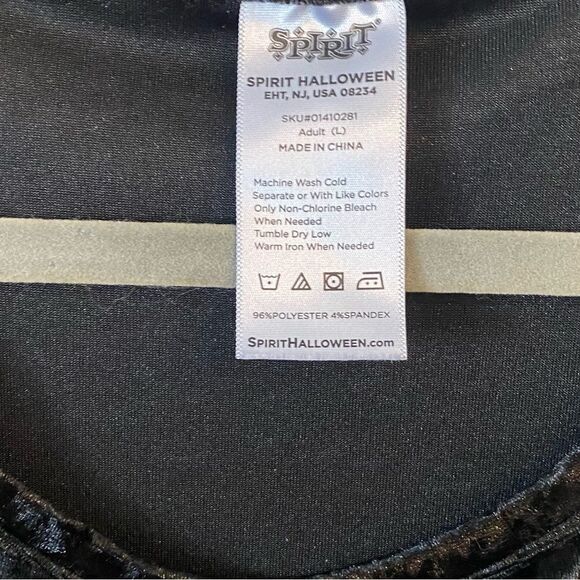 SPIRIT
SPIRIT HALLOWEEN
EHT, NJ, USA 08234
SKU#01410281
Adult (L)
MADE IN CHINA
Machine Wash Cold
Separate or With Like Colors
Only Non-Chlorine Bleach
When Needed
Tumble Dry Low
Warm Iron When Needed
96%POLYESTER 4%SPANDEX
SPIRITHALLOWEEN.com